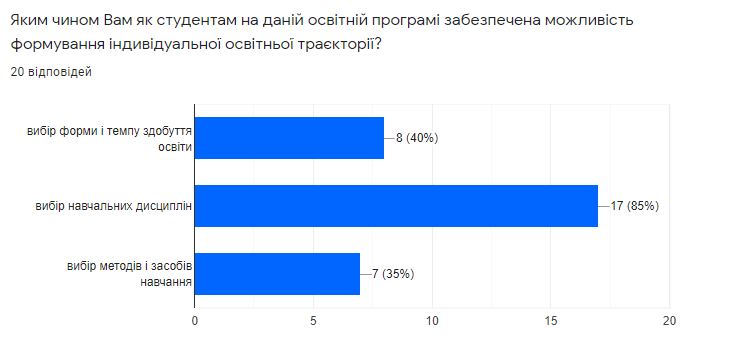 Яким чином Вам як студентам на даній освітній програмі забезпечена можливість
формування індивідуальної освітньої траєкторії?
20 відповідей
вибір форми і темпу здобуття
освіти
8 (40%)
вибір навчальних дисциплін
17 (85%)
вибір методів і засобів
навчання
7 (35%)
0 5 10 15 20